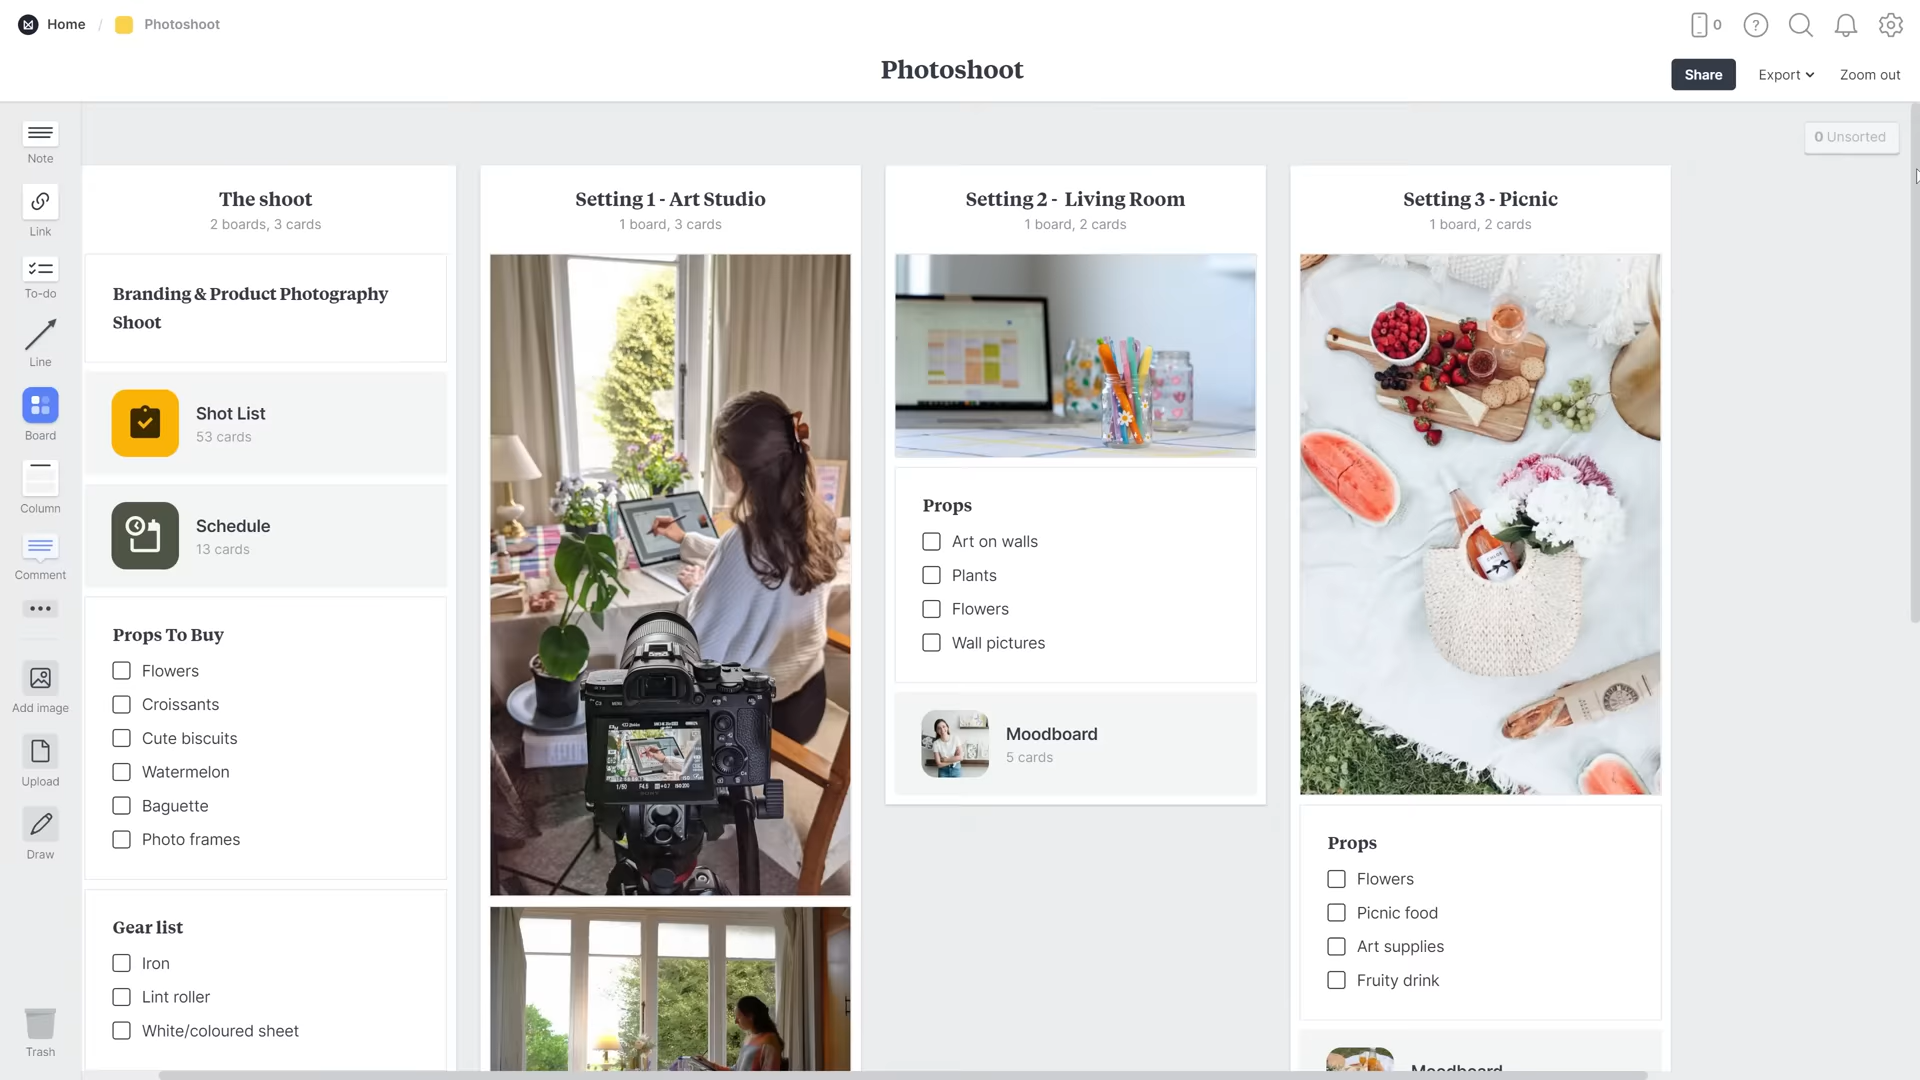 Home / Photoshoot
0
Photoshoot
Share
Export
Zoom out
0 Unsorted
Note
Link
To-do
Line
Board
Column
Comment
Add image
Upload
Draw
Trash
The shoot
2 boards, 3 cards
Branding & Product Photography
Shoot
Shot List
53 cards
Schedule
13 cards
Props To Buy
Flowers
Croissants
Cute biscuits
Watermelon
Baguette
Photo frames
Gear list
Iron
Lint roller
White/coloured sheet
Setting 1 - Art Studio
1 board, 3 cards
Setting 2 - Living Room
1 board, 2 cards
Props
Art on walls
Plants
Flowers
Wall pictures
Moodboard
5 cards
Setting 3 - Picnic
1 board, 2 cards
Props
Flowers
Picnic food
Art supplies
Fruity drink
Moodboard